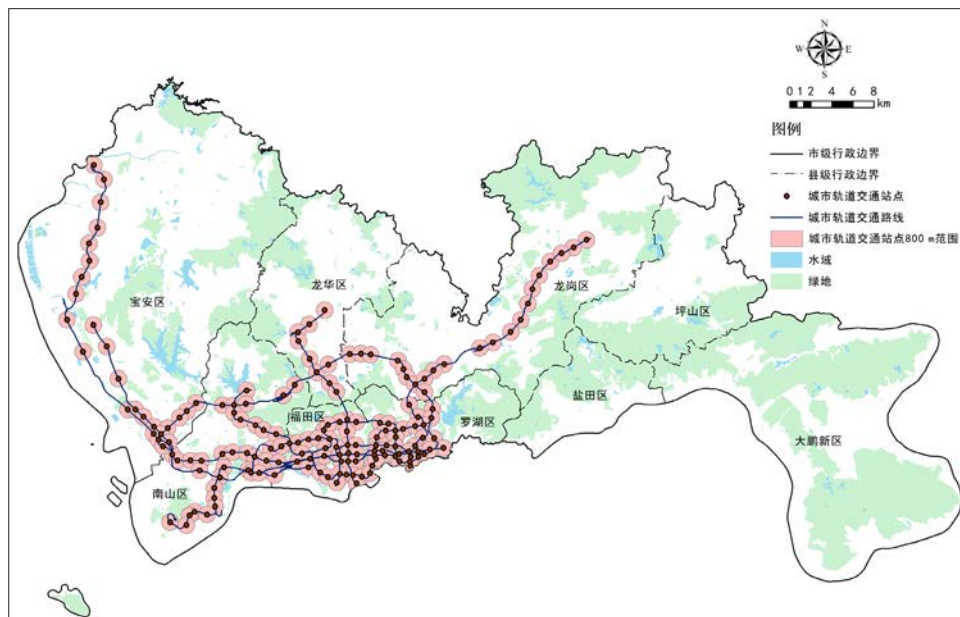 N
W
E
S
0 1 2 4 6 8
km
图例
市级行政边界
县级行政边界
城市轨道交通站点
城市轨道交通路线
城市轨道交通站点800 m范围
水域
绿地
宝安区
龙华区
龙岗区
坪山区
福田区
罗湖区
盐田区
大鹏新区
南山区